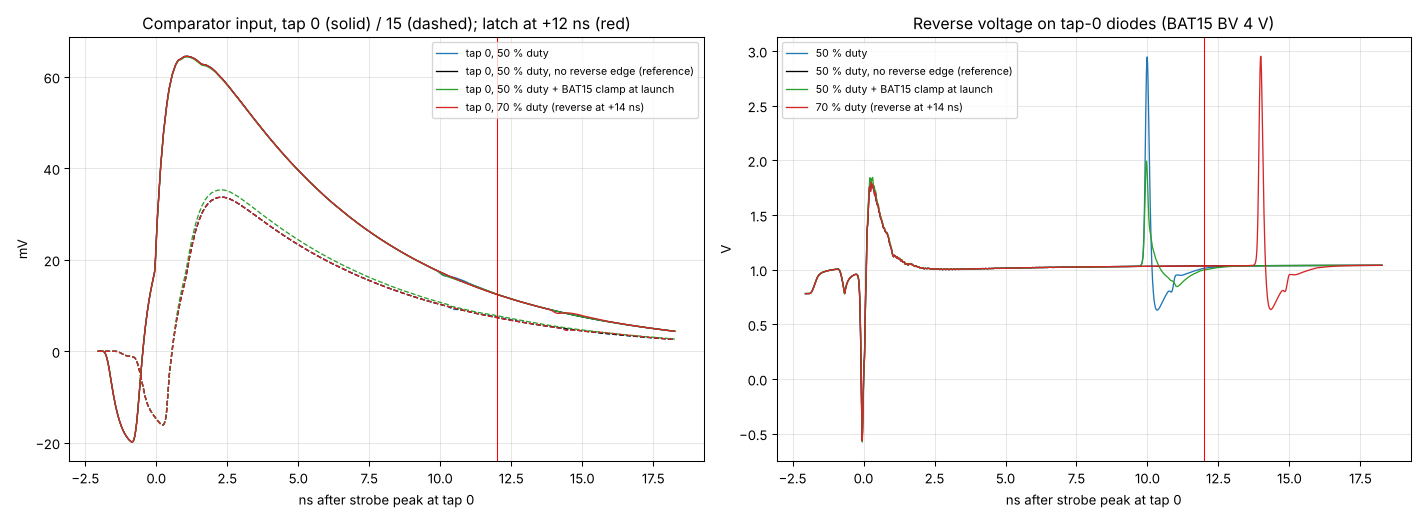 Comparator input, tap 0 (solid) / 15 (dashed); latch at +12 ns (red)
tap 0, 50 % duty
tap 0, 50 % duty, no reverse edge (reference)
tap 0, 50 % duty + BAT15 clamp at launch
tap 0, 70 % duty (reverse at +14 ns)
60
40
20
0
−20
mV
−2.5
0.0
2.5
5.0
7.5
10.0
12.5
15.0
17.5
ns after strobe peak at tap 0
Reverse voltage on tap-0 diodes (BAT15 BV 4 V)
50 % duty
50 % duty, no reverse edge (reference)
50 % duty + BAT15 clamp at launch
70 % duty (reverse at +14 ns)
3.0
2.5
2.0
1.5
1.0
0.5
0.0
−0.5
V
−2.5
0.0
2.5
5.0
7.5
10.0
12.5
15.0
17.5
ns after strobe peak at tap 0